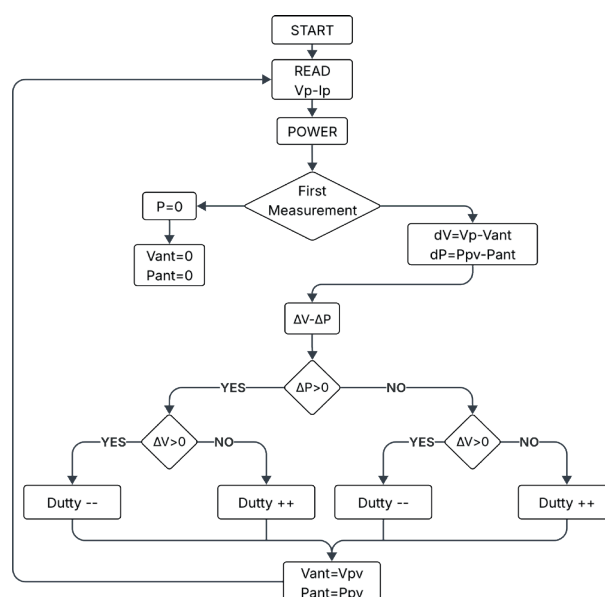 START
READ
Vp-Ip
POWER
First
Measurement
P=0
Vant=0
Pant=0
dV=Vp-Vant
dP=Ppv-Pant
ΔV-ΔP
YES
ΔP>0
NO
YES
ΔV>0
NO
YES
ΔV>0
NO
Dutty --
Dutty ++
Dutty --
Dutty ++
Vant=Vpv
Pant=Ppv